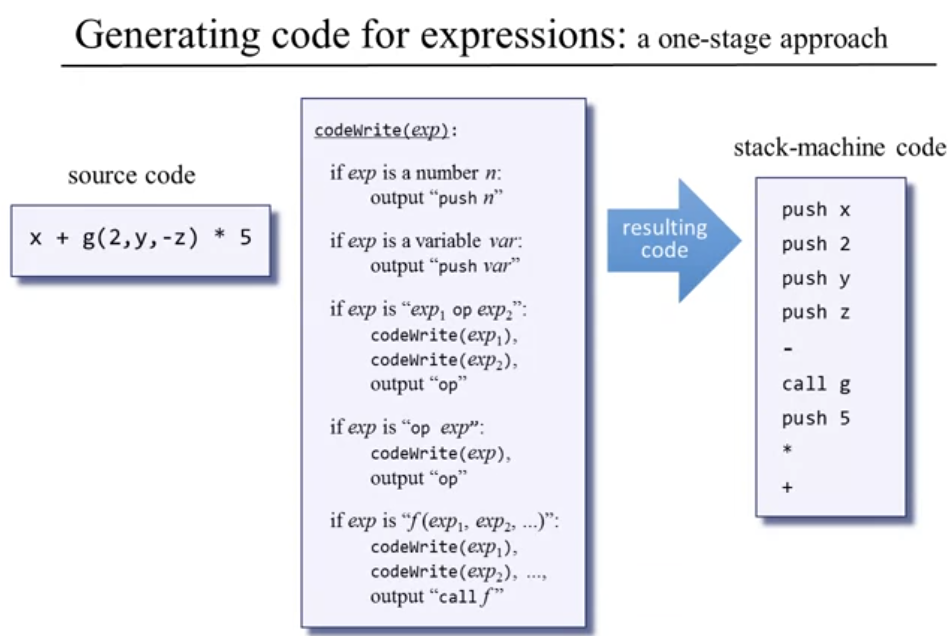 Generating code for expressions: a one-stage approach
source code
x + g(2,y,-z) * 5
codeWrite(exp):
if exp is a number n:
output “push n”
if exp is a variable var:
output “push var”
if exp is “exp₁ op exp₂”:
codeWrite(exp₁),
codeWrite(exp₂),
output “op”
if exp is “op exp”:
codeWrite(exp),
output “op”
if exp is “f (exp₁, exp₂, ...)”:
codeWrite(exp₁),
codeWrite(exp₂), ...,
output “call f”
resulting
code
stack-machine code
push x
push 2
push y
push z
-
call g
push 5
*
+